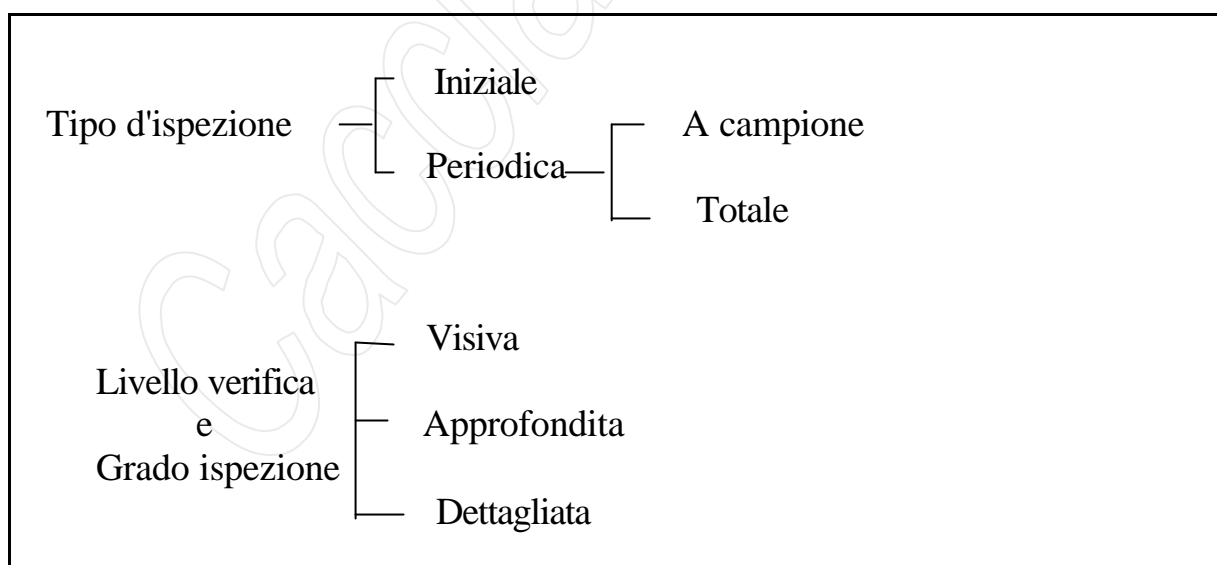 Iniziale
Tipo d'ispezione
A campione
Periodica
Totale
Visiva
Livello verifica
e
Approfondita
Grado ispezione
Dettagliata